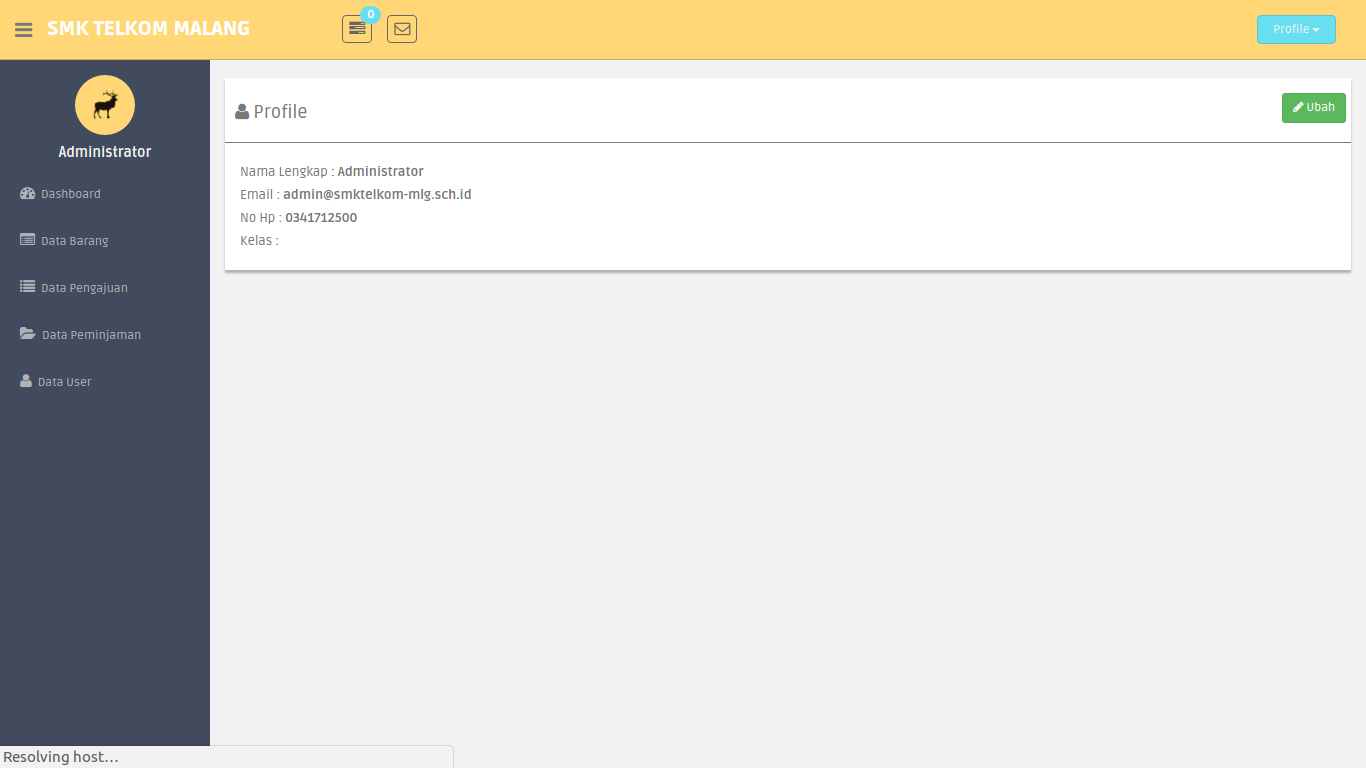 SMK TELKOM MALANG
0
Profile
Administrator
Dashboard
Data Barang
Data Pengajuan
Data Peminjaman
Data User
Profile
Ubah
Nama Lengkap : Administrator
Email : admin@smktelkom-mlg.sch.id
No Hp : 0341712500
Kelas :
Resolving host...